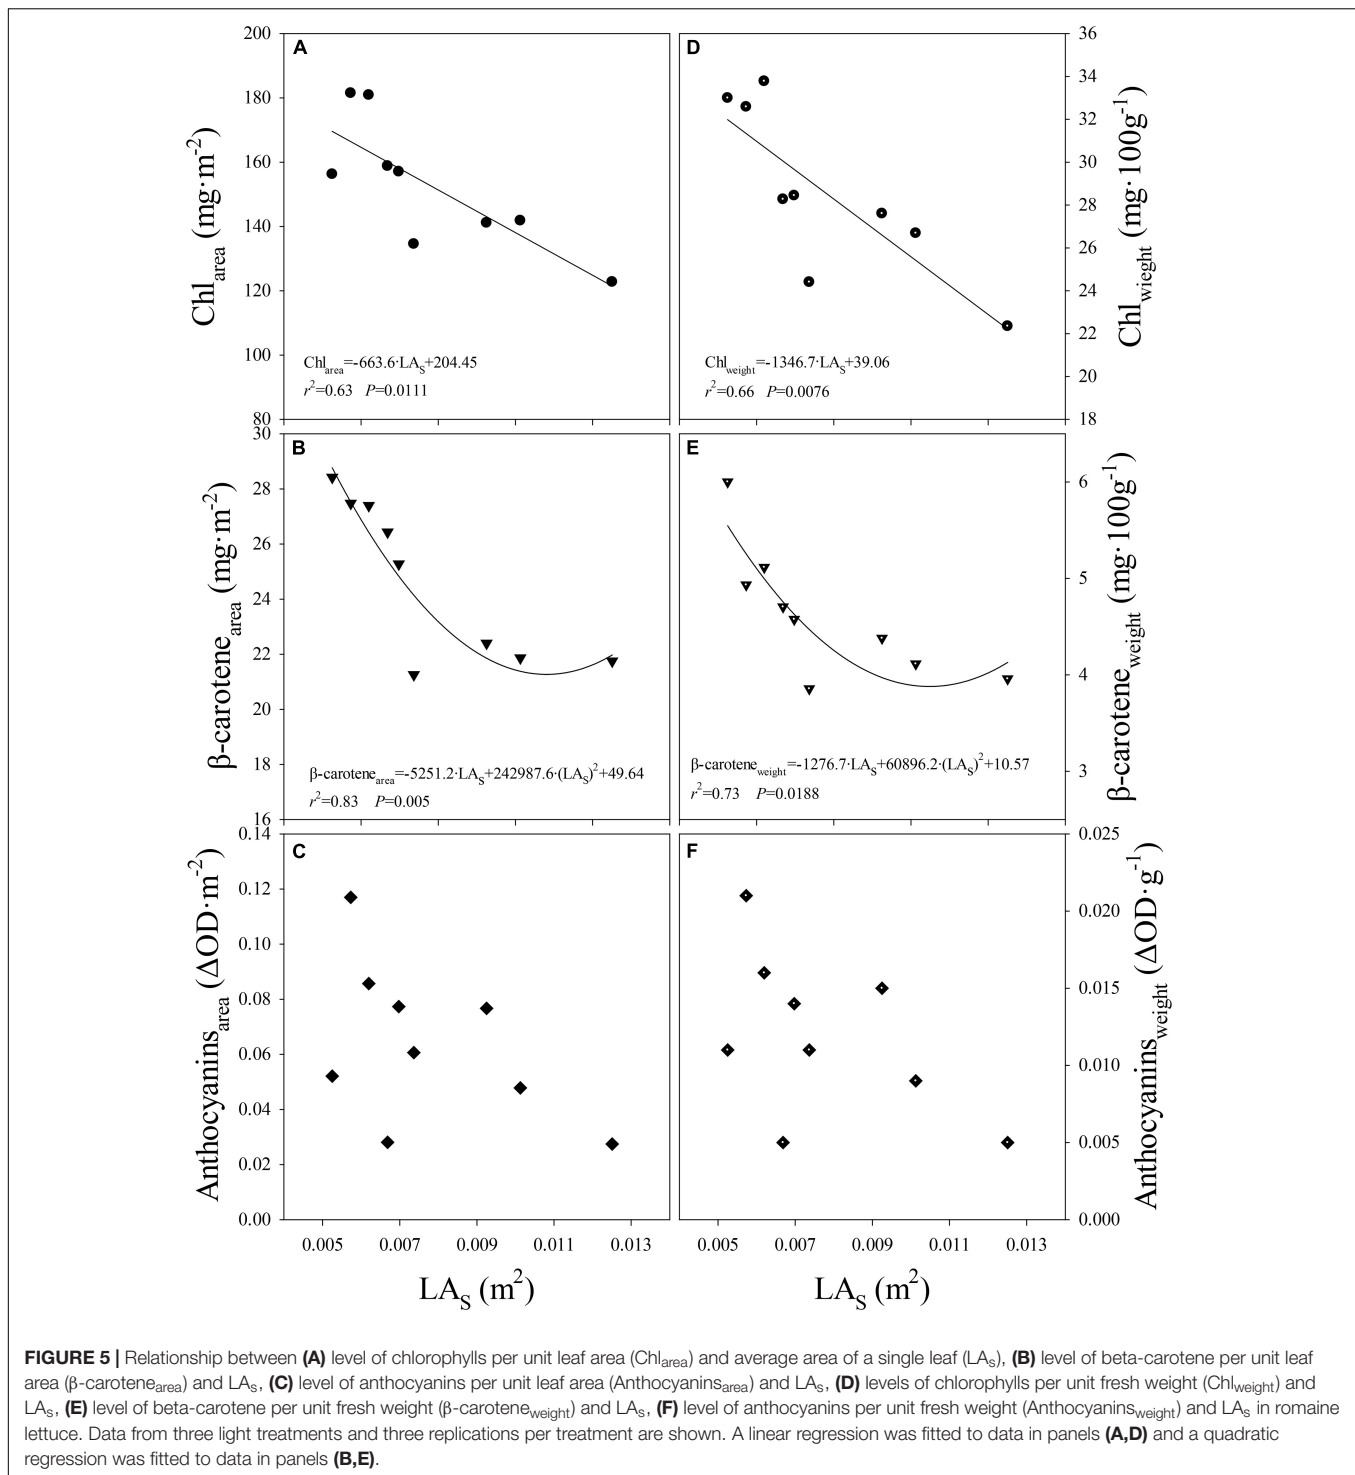 A
200
180
160
140
120
100
80
Chl_area (mg·m^-2)
Chl_area=-663.6·LA_S+204.45
r^2=0.63 P=0.0111
D
36
34
32
30
28
26
24
22
20
18
Chl_wieght (mg·100g^-1)
Chl_weight=-1346.7·LA_S+39.06
r^2=0.66 P=0.0076
B
30
28
26
24
22
20
18
16
β-carotene_area (mg·m^-2)
β-carotene_area=-5251.2·LA_S+242987.6·(LA_S)^2+49.64
r^2=0.83 P=0.005
E
6
5
4
3
β-carotene_weight (mg·100g^-1)
β-carotene_weight=-1276.7·LA_S+60896.2·(LA_S)^2+10.57
r^2=0.73 P=0.0188
C
0.14
0.12
0.10
0.08
0.06
0.04
0.02
0.00
Anthocyanins_area (ΔOD·m^-2)
0.005 0.007 0.009 0.011 0.013
LA_S (m^2)
F
0.025
0.020
0.015
0.010
0.005
0.000
Anthocyanins_weight (ΔOD·g^-1)
0.005 0.007 0.009 0.011 0.013
LA_S (m^2)
FIGURE 5 | Relationship between (A) level of chlorophylls per unit leaf area (Chl_area) and average area of a single leaf (LA_S), (B) level of beta-carotene per unit leaf
area (β-carotene_area) and LA_S, (C) level of anthocyanins per unit leaf area (Anthocyanins_area) and LA_S, (D) levels of chlorophylls per unit fresh weight (Chl_weight) and
LA_S, (E) level of beta-carotene per unit fresh weight (β-carotene_weight) and LA_S, (F) level of anthocyanins per unit fresh weight (Anthocyanins_weight) and LA_S in romaine
lettuce. Data from three light treatments and three replications per treatment are shown. A linear regression was fitted to data in panels (A,D) and a quadratic
regression was fitted to data in panels (B,E).